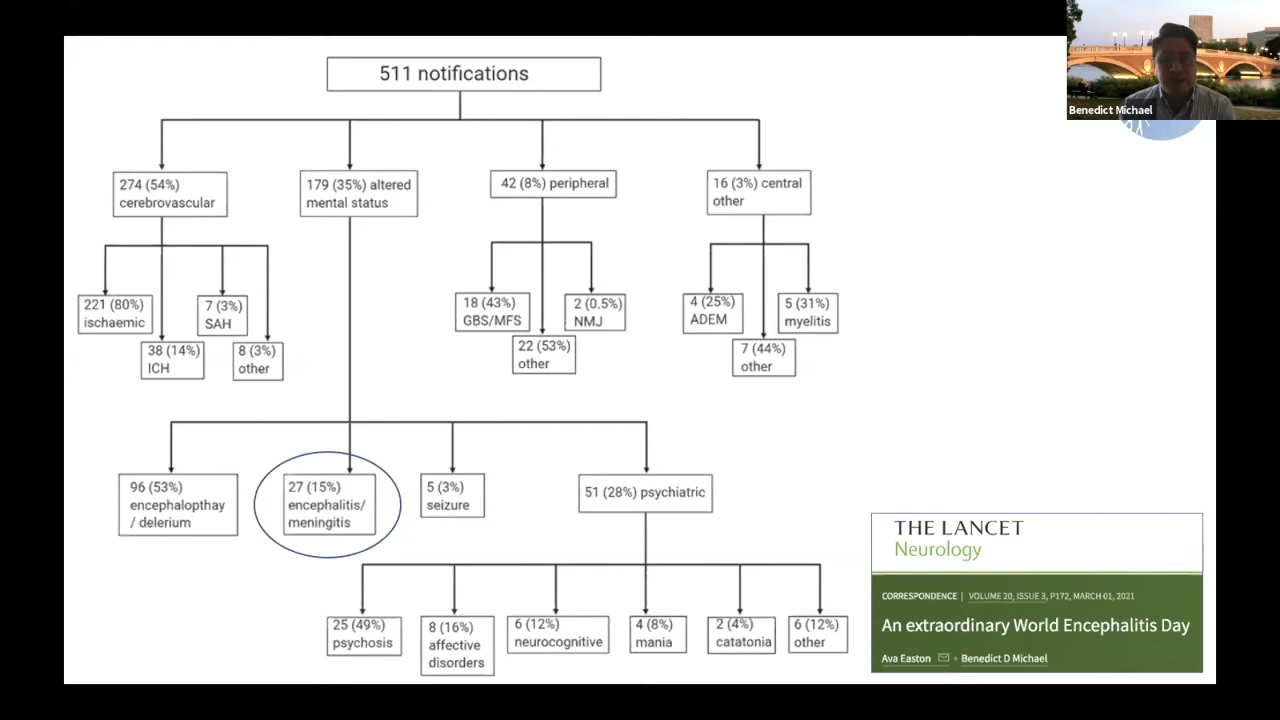 511 notifications
Benedict Michael
274 (54%)
cerebrovascular
179 (35%) altered
mental status
42 (8%) peripheral
16 (3%) central
other
221 (80%)
ischaemic
38 (14%)
ICH
7 (3%)
SAH
8 (3%)
other
18 (43%)
GBS/MFS
22 (53%)
other
2 (0.5%)
NMJ
4 (25%)
ADEM
7 (44%)
other
5 (31%)
myelitis
96 (53%)
encephalopthay
/ delerium
27 (15%)
encephalitis/
meningitis
5 (3%)
seizure
51 (28%) psychiatric
25 (49%)
psychosis
8 (16%)
affective
disorders
6 (12%)
neurocognitive
4 (8%)
mania
2 (4%)
catatonia
6 (12%)
other
THE LANCET
Neurology
CORRESPONDENCE | VOLUME 20, ISSUE 3, P172, MARCH 01, 2021
An extraordinary World Encephalitis Day
Ava Easton • Benedict D Michael